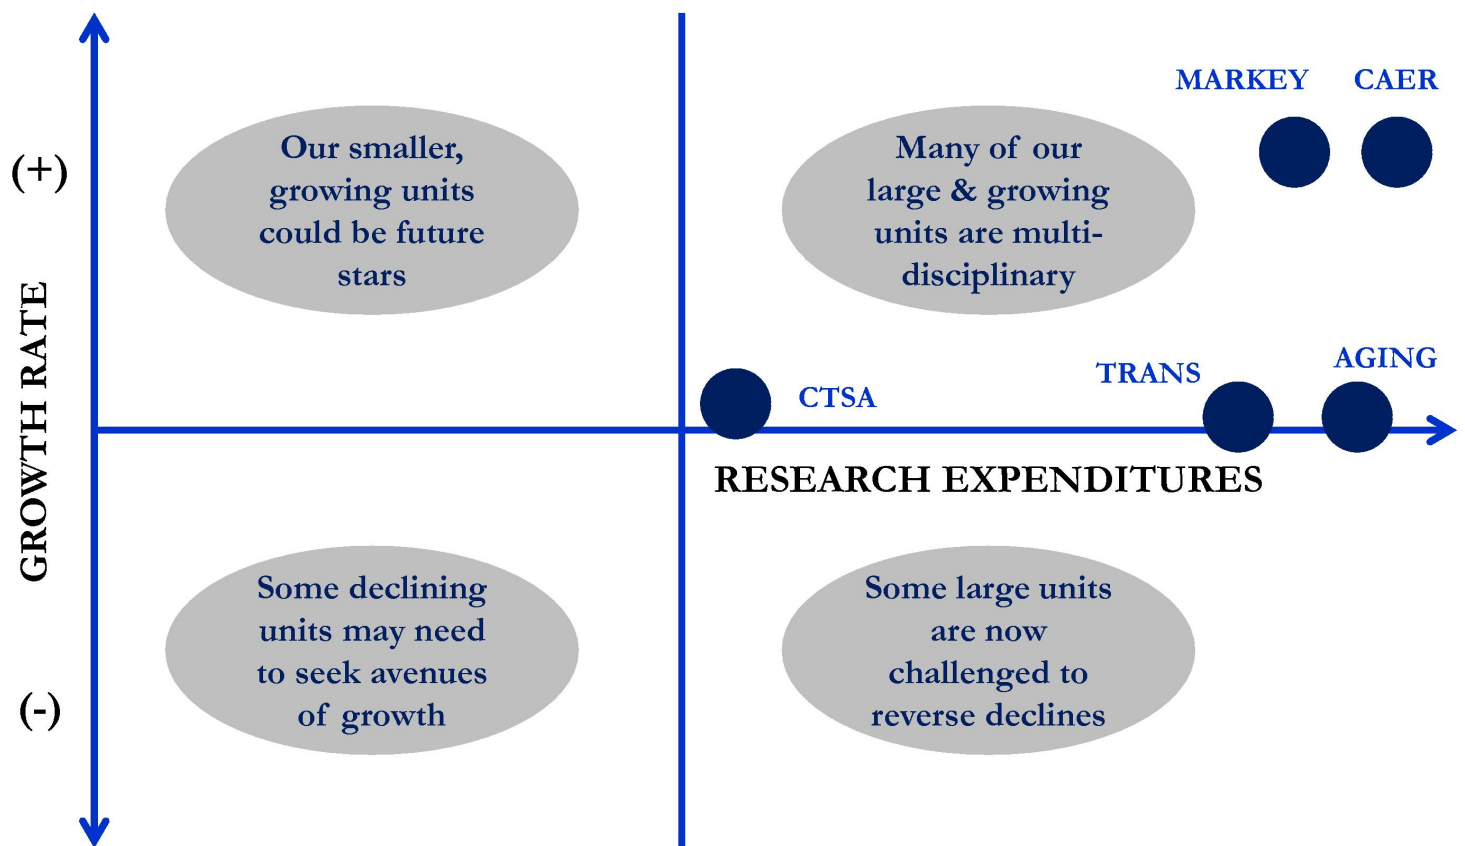 MARKEY
CAER
Our smaller,
growing units
could be future
stars
Many of our
large & growing
units are multi-
disciplinary
(+)
GROWTH RATE
(-)
CTSA
TRANS
AGING
RESEARCH EXPENDITURES
Some declining
units may need
to seek avenues
of growth
Some large units
are now
challenged to
reverse declines